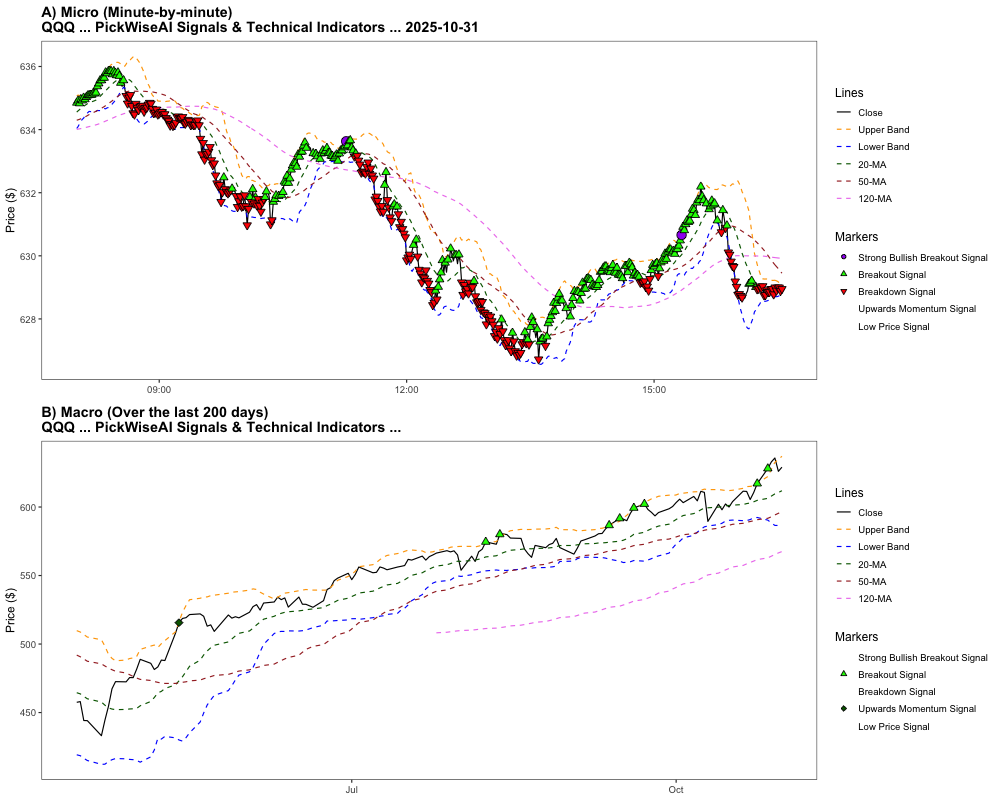 A) Micro (Minute-by-minute)
QQQ ... PickWiseAI Signals & Technical Indicators ... 2025-10-31
Price ($)
636
634
632
630
628
09:00
12:00
15:00
Lines
Close
Upper Band
Lower Band
20-MA
50-MA
120-MA
Markers
Strong Bullish Breakout Signal
Breakout Signal
Breakdown Signal
Upwards Momentum Signal
Low Price Signal
B) Macro (Over the last 200 days)
QQQ ... PickWiseAI Signals & Technical Indicators ...
Price ($)
600
550
500
450
Jul
Oct
Lines
Close
Upper Band
Lower Band
20-MA
50-MA
120-MA
Markers
Strong Bullish Breakout Signal
Breakout Signal
Breakdown Signal
Upwards Momentum Signal
Low Price Signal